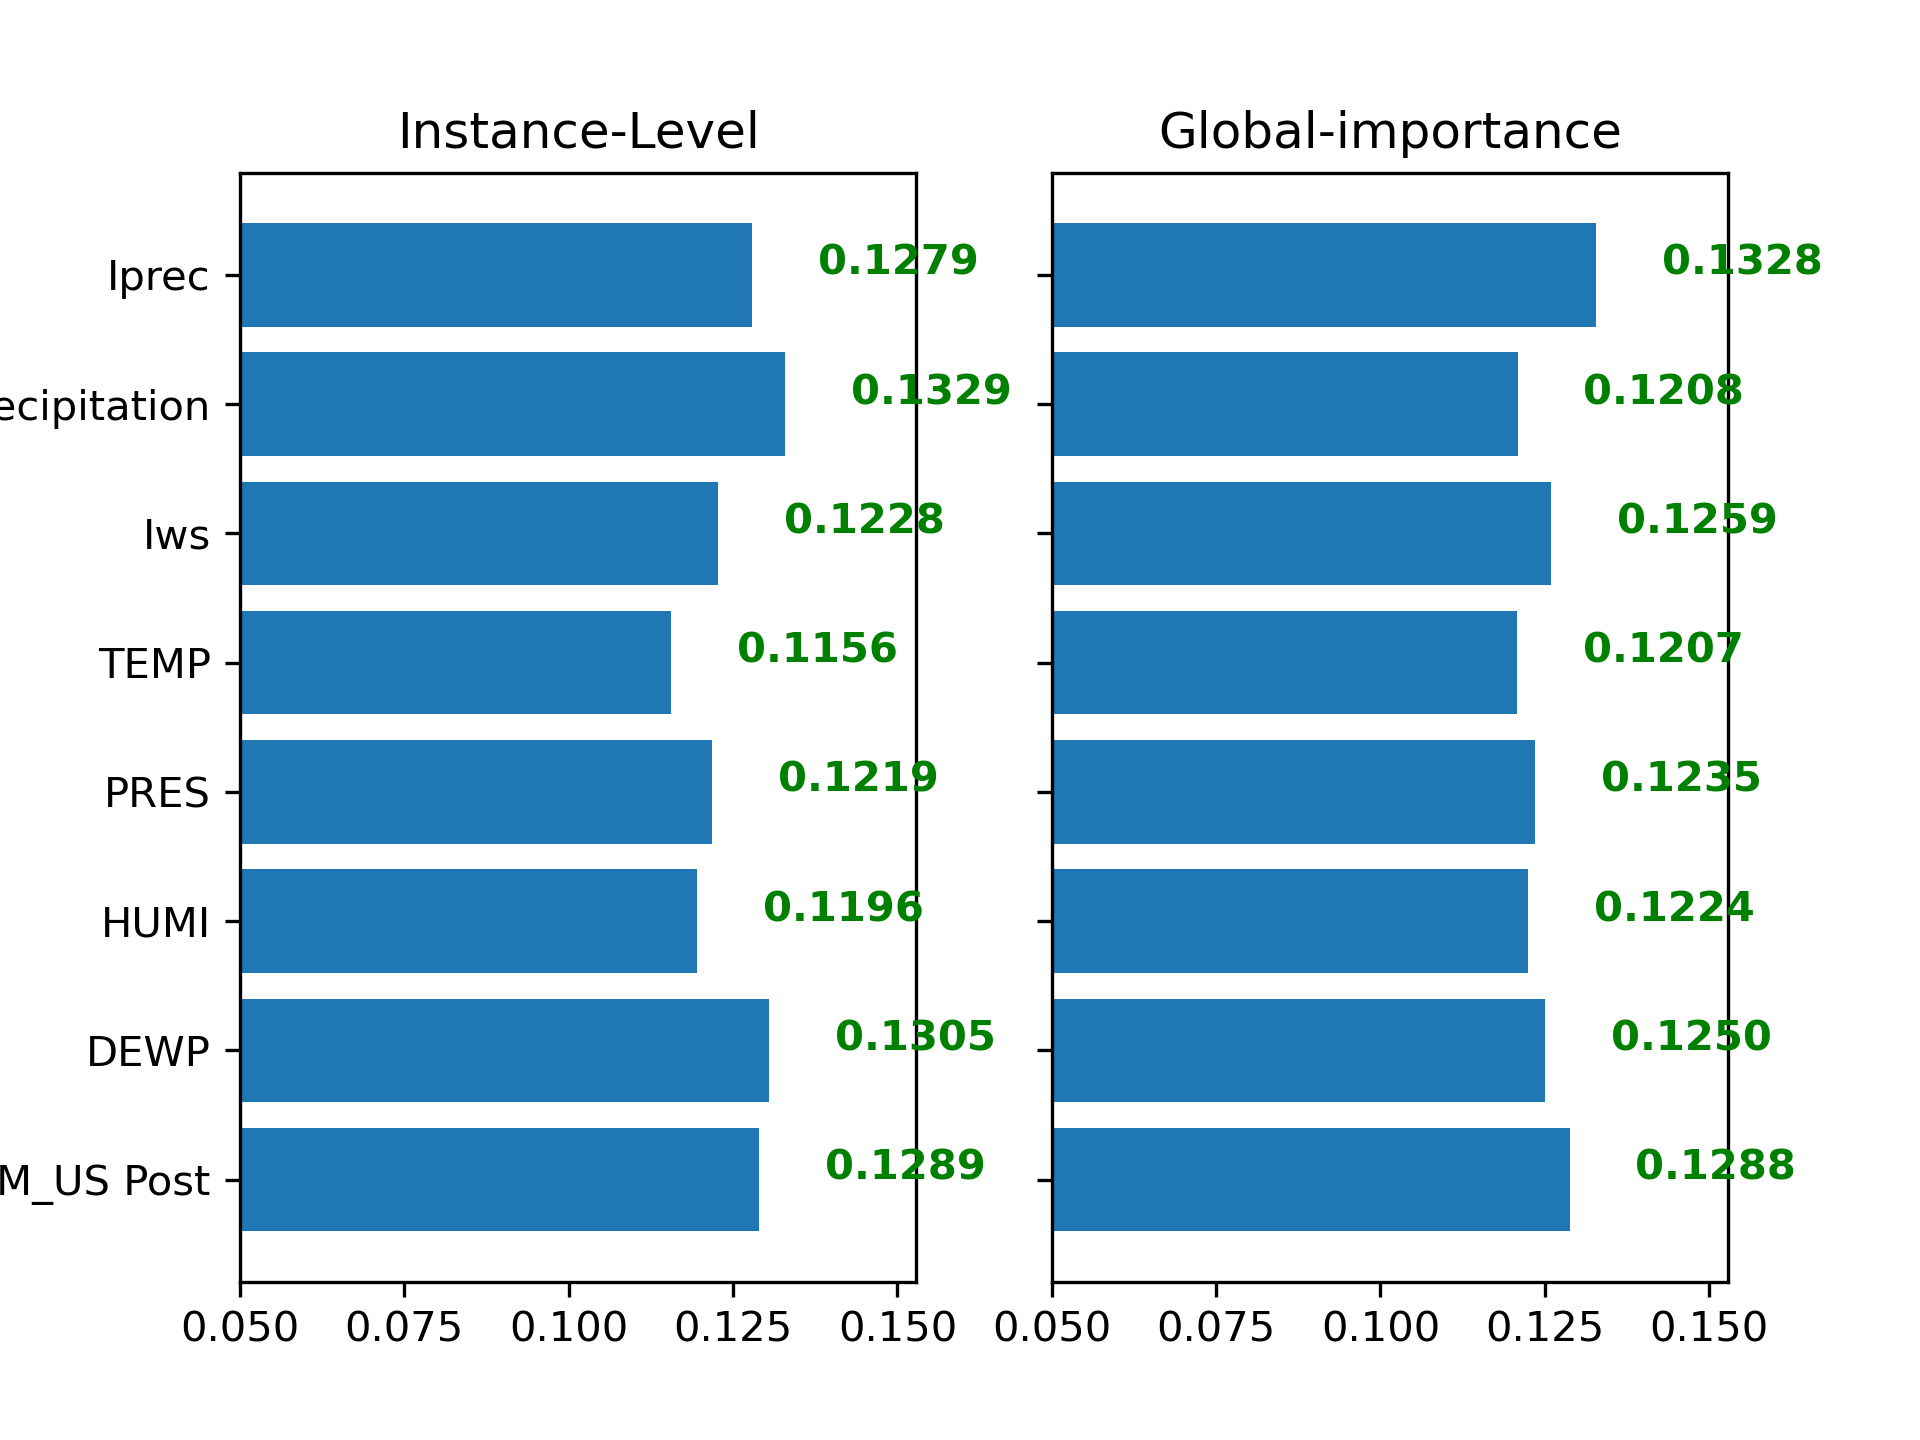 Instance-Level
Global-importance
Iprec 0.1279 0.1328
ecipitation 0.1329 0.1208
Iws 0.1228 0.1259
TEMP 0.1156 0.1207
PRES 0.1219 0.1235
HUMI 0.1196 0.1224
DEWP 0.1305 0.1250
M_US Post 0.1289 0.1288
0.050 0.075 0.100 0.125 0.150 0.050 0.075 0.100 0.125 0.150